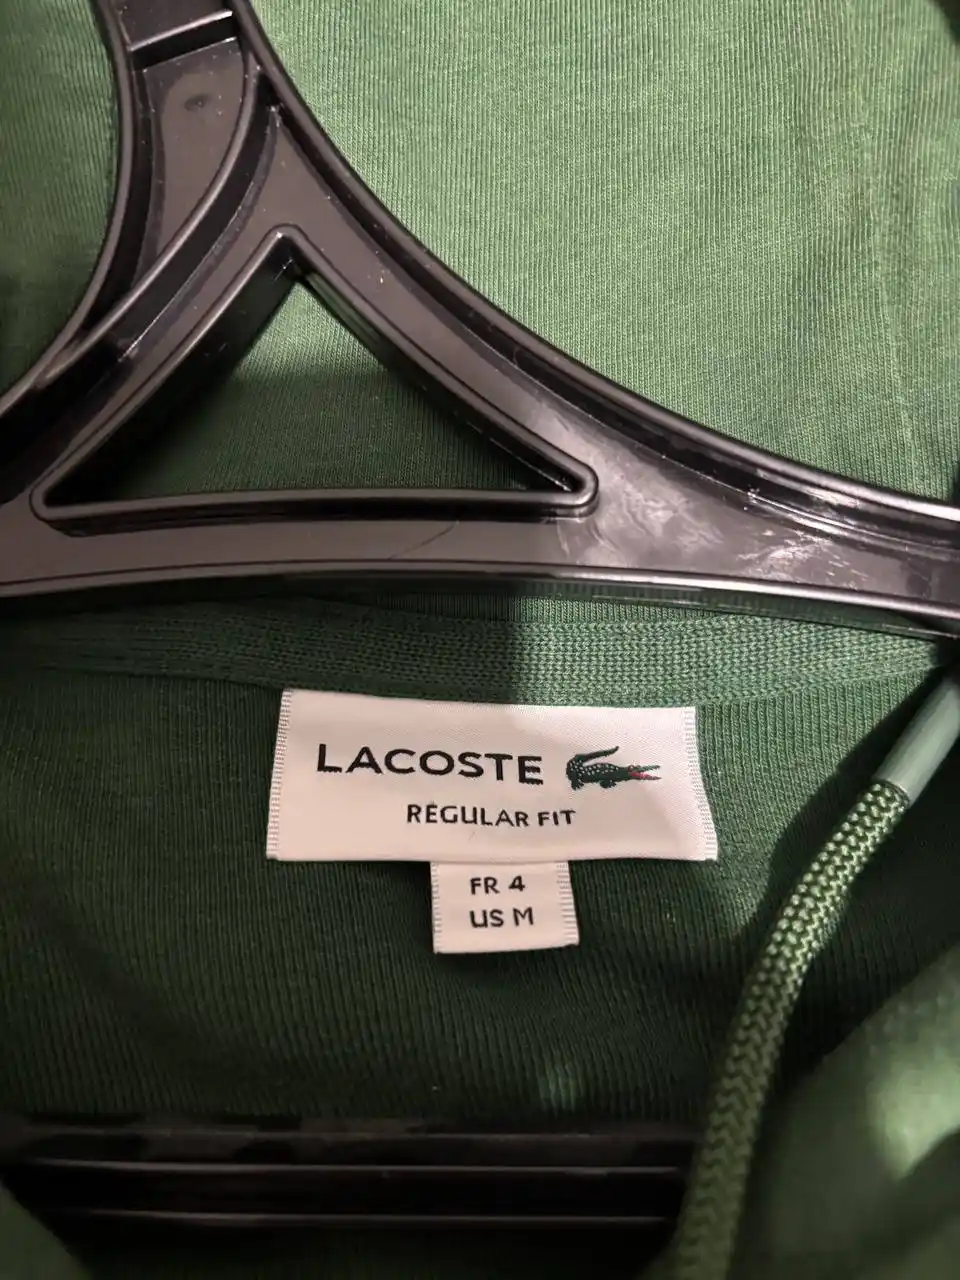 LACOSTE
REGULAR FIT
FR 4
US M